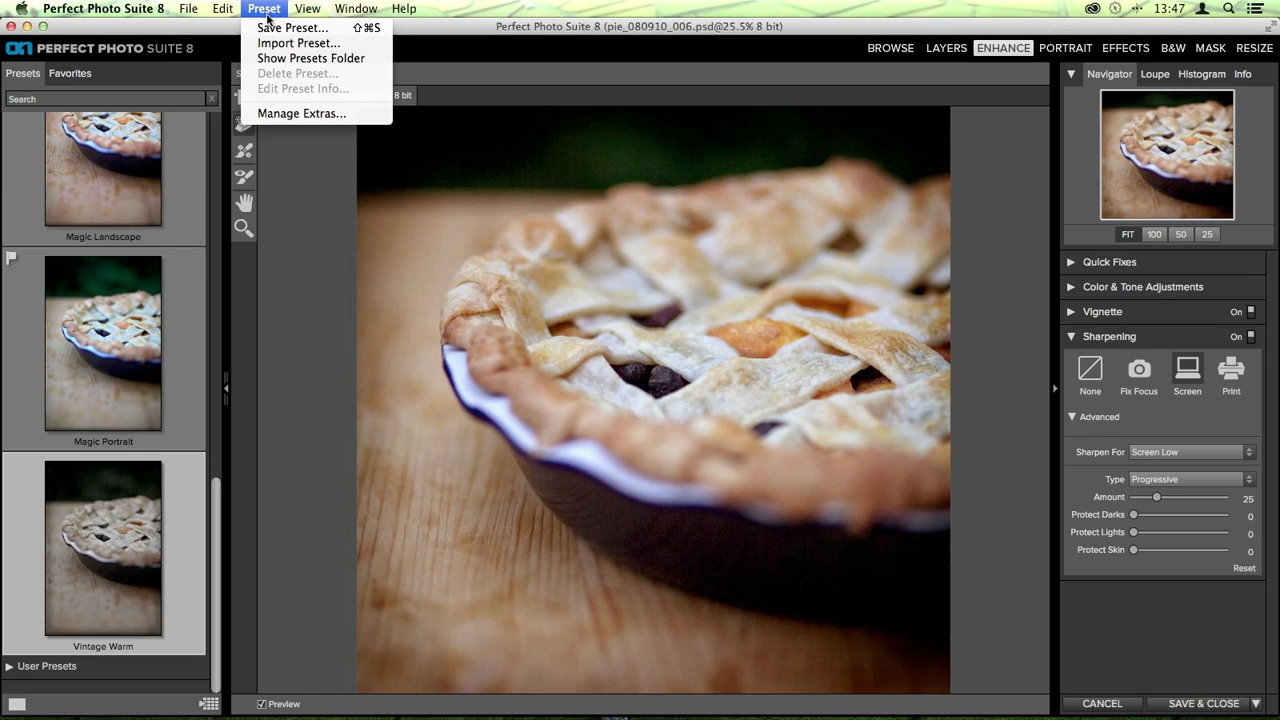 Perfect Photo Suite 8 File Edit Preset View Window Help 13:47
Perfect Photo Suite 8 (pie_080910_006.psd@25.5% 8 bit)
PERFECT PHOTO SUITE 8
BROWSE LAYERS ENHANCE PORTRAIT EFFECTS B&W MASK RESIZE
Save Preset... ⇧⌘S
Import Preset...
Show Presets Folder
Delete Preset...
Edit Preset Info...
Manage Extras...
Presets Favorites
Search X
8 bit
Magic Landscape
Magic Portrait
Vintage Warm
User Presets
Preview
Navigator Loupe Histogram Info
FIT 100 50 25
Quick Fixes
Color & Tone Adjustments
Vignette On
Sharpening On
None Fix Focus Screen Print
Advanced
Sharpen For Screen Low
Type Progressive
Amount 25
Protect Darks 0
Protect Lights 0
Protect Skin 0
Reset
CANCEL SAVE & CLOSE